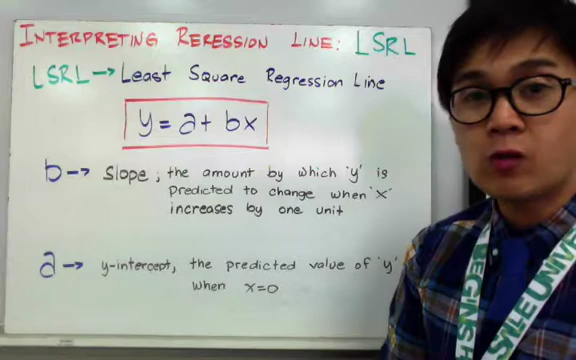 INTERPRETING RERESSION LINE: LSRL
LSRL → Least Square Regression Line
y = a + bx
b → slope; the amount by which 'y' is
predicted to change when 'x'
increases by one unit
a → y-intercept, the predicted value of 'y'
when x=0